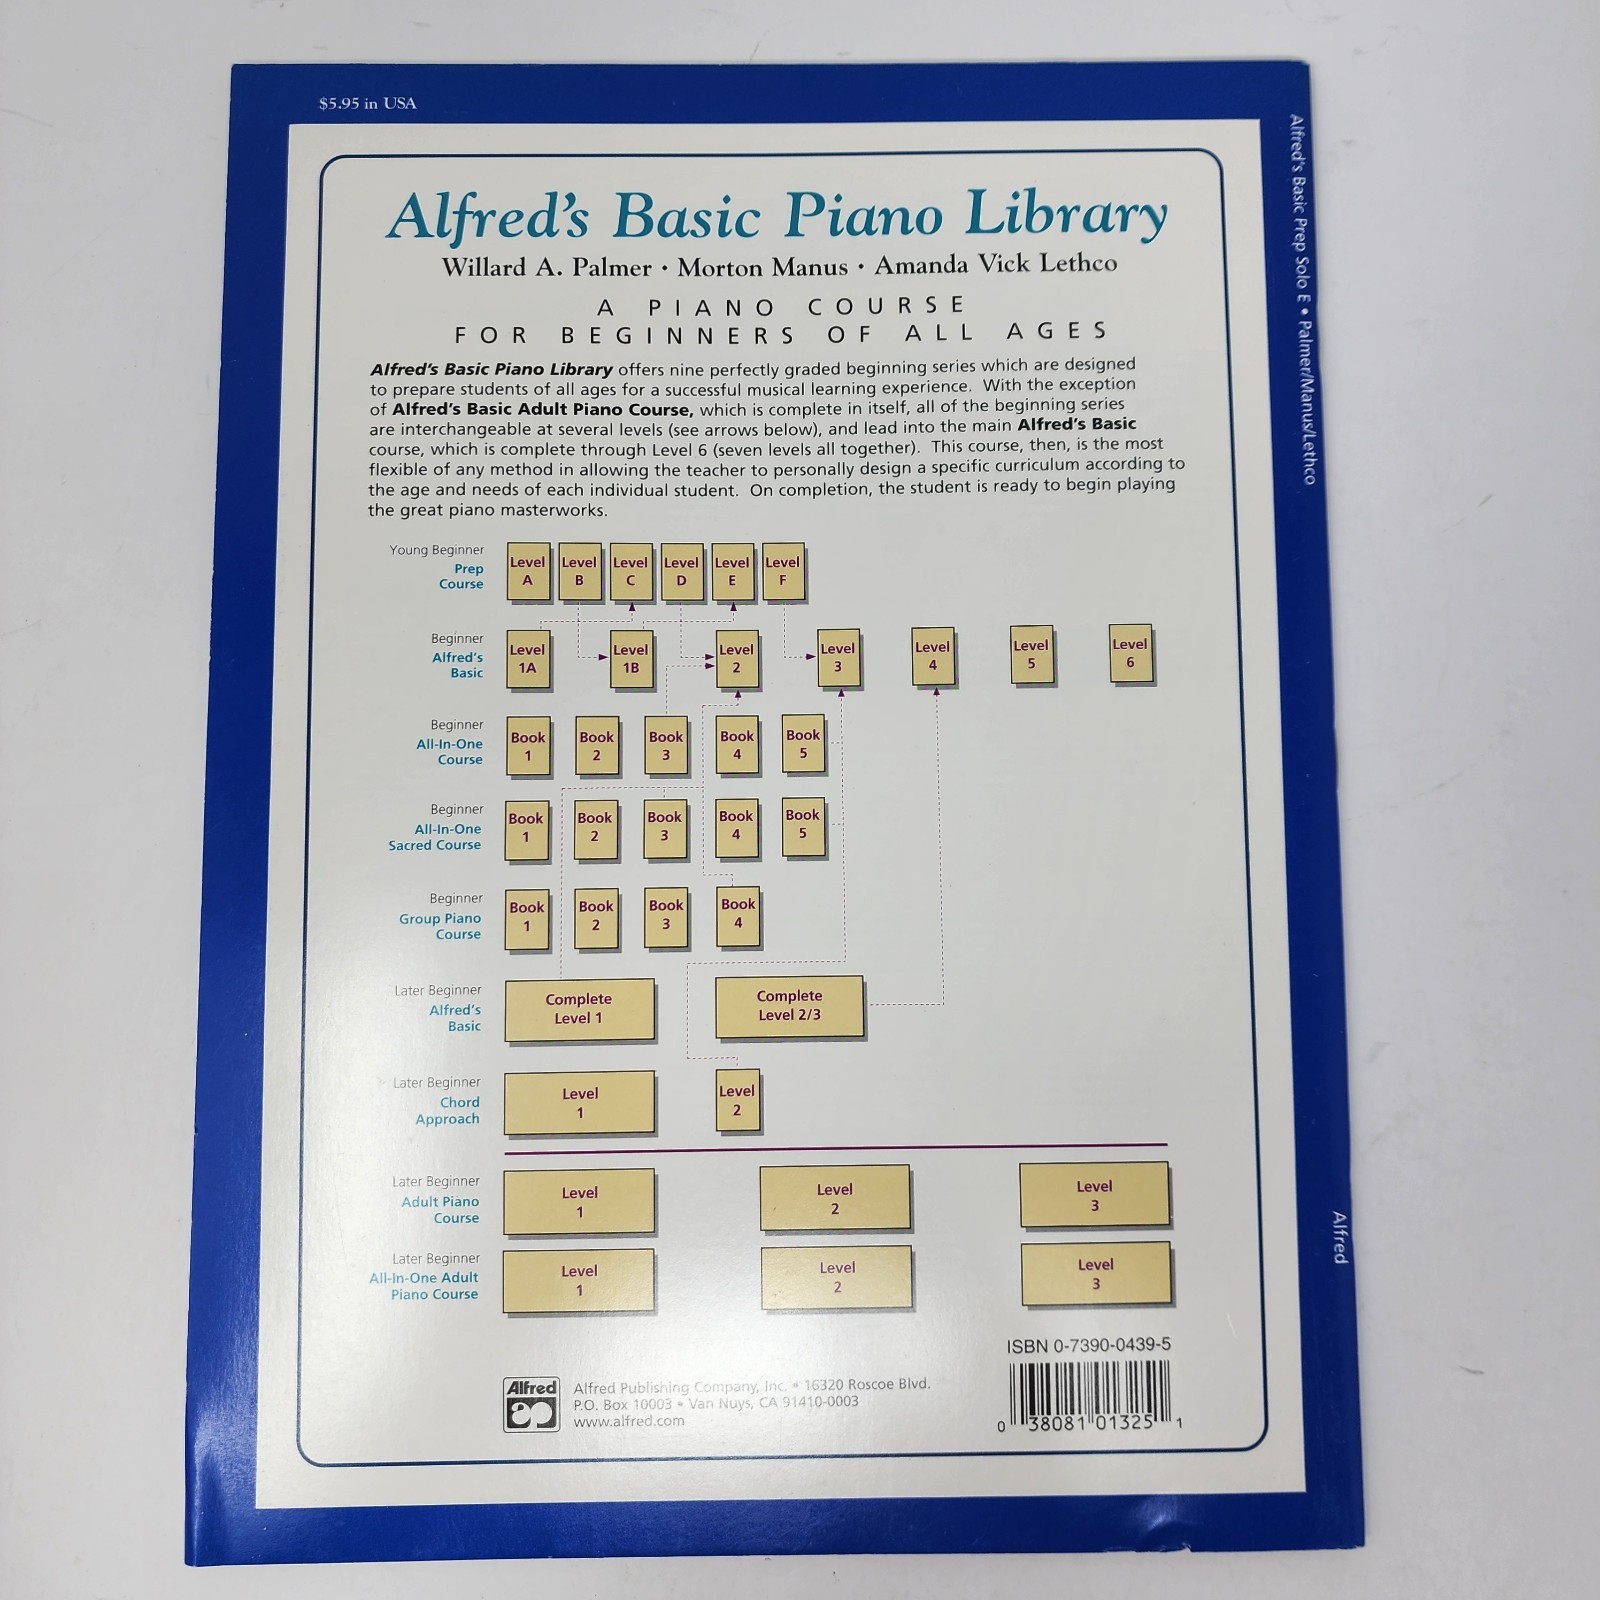 $5.95 in USA
Alfred's Basic Piano Library
Willard A. Palmer • Morton Manus • Amanda Vick Lethco
A PIANO COURSE
FOR BEGINNERS OF ALL AGES
Alfred's Basic Piano Library offers nine perfectly graded beginning series which are designed
to prepare students of all ages for a successful musical learning experience. With the exception
of Alfred's Basic Adult Piano Course, which is complete in itself, all of the beginning series
are interchangeable at several levels (see arrows below), and lead into the main Alfred's Basic
course, which is complete through Level 6 (seven levels all together). This course, then, is the most
flexible of any method in allowing the teacher to personally design a specific curriculum according to
the age and needs of each individual student. On completion, the student is ready to begin playing
the great piano masterworks.
Young Beginner
Prep
Course
Level A
Level B
Level C
Level D
Level E
Level F
Beginner
Alfred's
Basic
Level 1A
Level 1B
Level 2
Level 3
Level 4
Level 5
Level 6
Beginner
All-In-One
Course
Book 1
Book 2
Book 3
Book 4
Book 5
Beginner
All-In-One
Sacred Course
Book 1
Book 2
Book 3
Book 4
Book 5
Beginner
Group Piano
Course
Book 1
Book 2
Book 3
Book 4
Later Beginner
Alfred's
Basic
Complete
Level 1
Complete
Level 2/3
Later Beginner
Chord
Approach
Level 1
Level 2
Later Beginner
Adult Piano
Course
Level 1
Level 2
Level 3
Later Beginner
All-In-One Adult
Piano Course
Level 1
Level 2
Level 3
ISBN 0-7390-0439-5
0 38081 01325 1
Alfred
Alfred Publishing Company, Inc. • 16320 Roscoe Blvd.
P.O. Box 10003 • Van Nuys, CA 91410-0003
www.alfred.com
Alfred's Basic Prep Solo E • Palmer/Manus/Lethco
Alfred